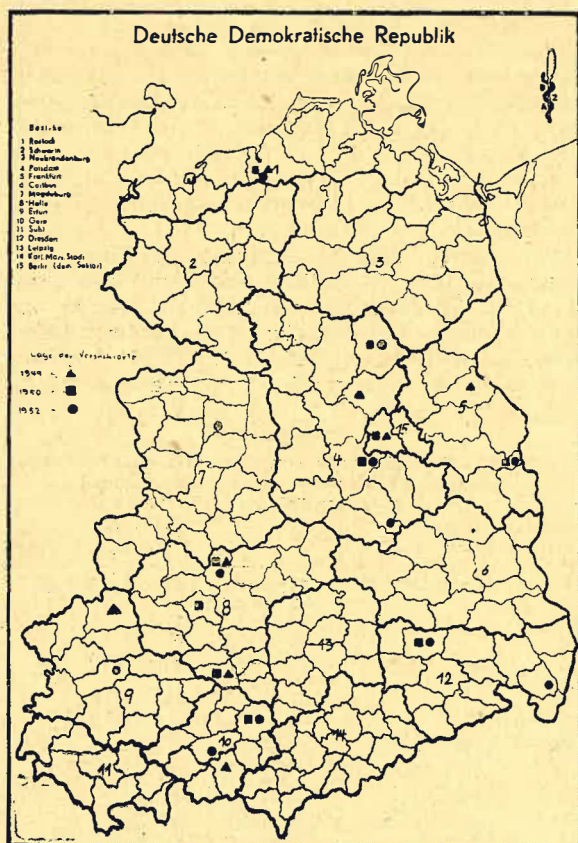 Deutsche Demokratische Republik
Bezirke
1 Rostock
2 Schwerin
3 Neubrandenburg
4 Potsdam
5 Frankfurt
6 Cottbus
7 Magdeburg
8 Halle
9 Erfurt
10 Gera
11 Suhl
12 Dresden
13 Leipzig
14 Karl-Marx-Stadt
15 Berlin (dem. Sektor)
Lage der Versuchsorte
1949 - ▲
1950 - ■
1952 - ●
1
2
3
5
15
4
7
6
8
13
12
9
10
14
11